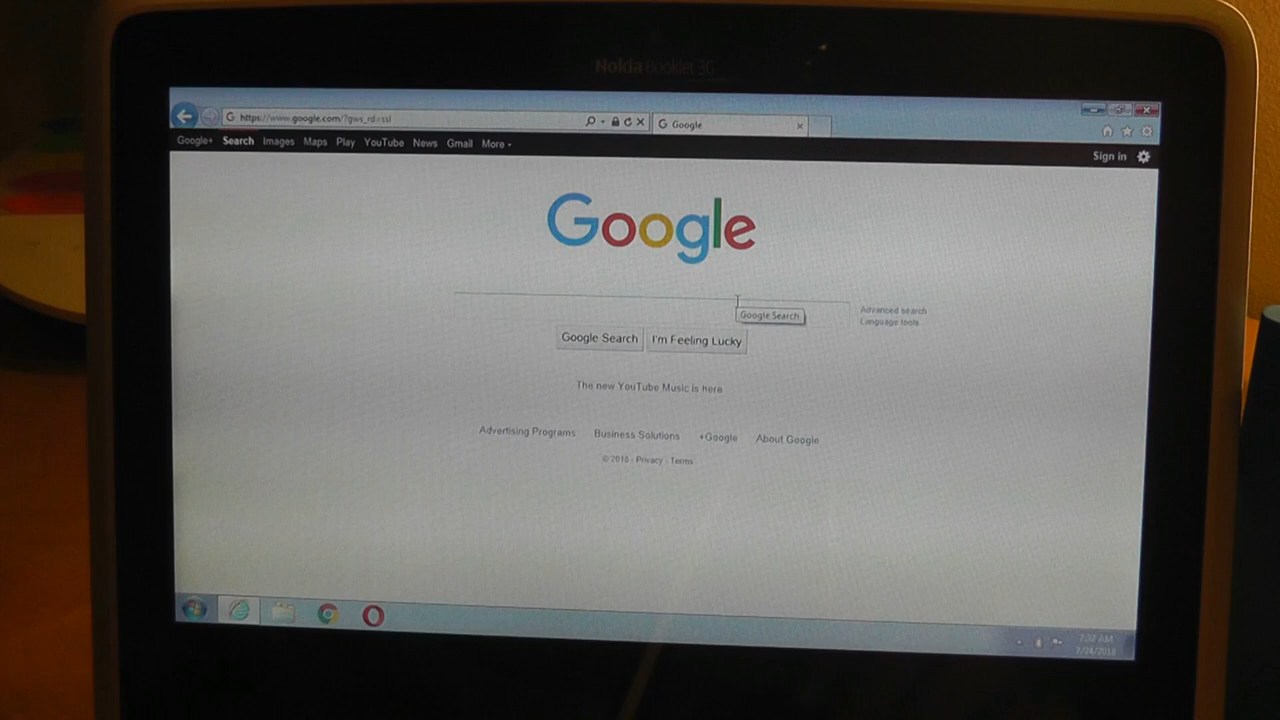 Nokia Booklet 3G
https://www.google.com/?gws_rd=ssl
Google
Google+ Search Images Maps Play YouTube News Gmail More
Sign in
Google
Advanced search
Language tools
Google Search
Google Search I'm Feeling Lucky
The new YouTube Music is here
Advertising Programs Business Solutions +Google About Google
© 2018 - Privacy - Terms
7:02 AM
7/24/2018